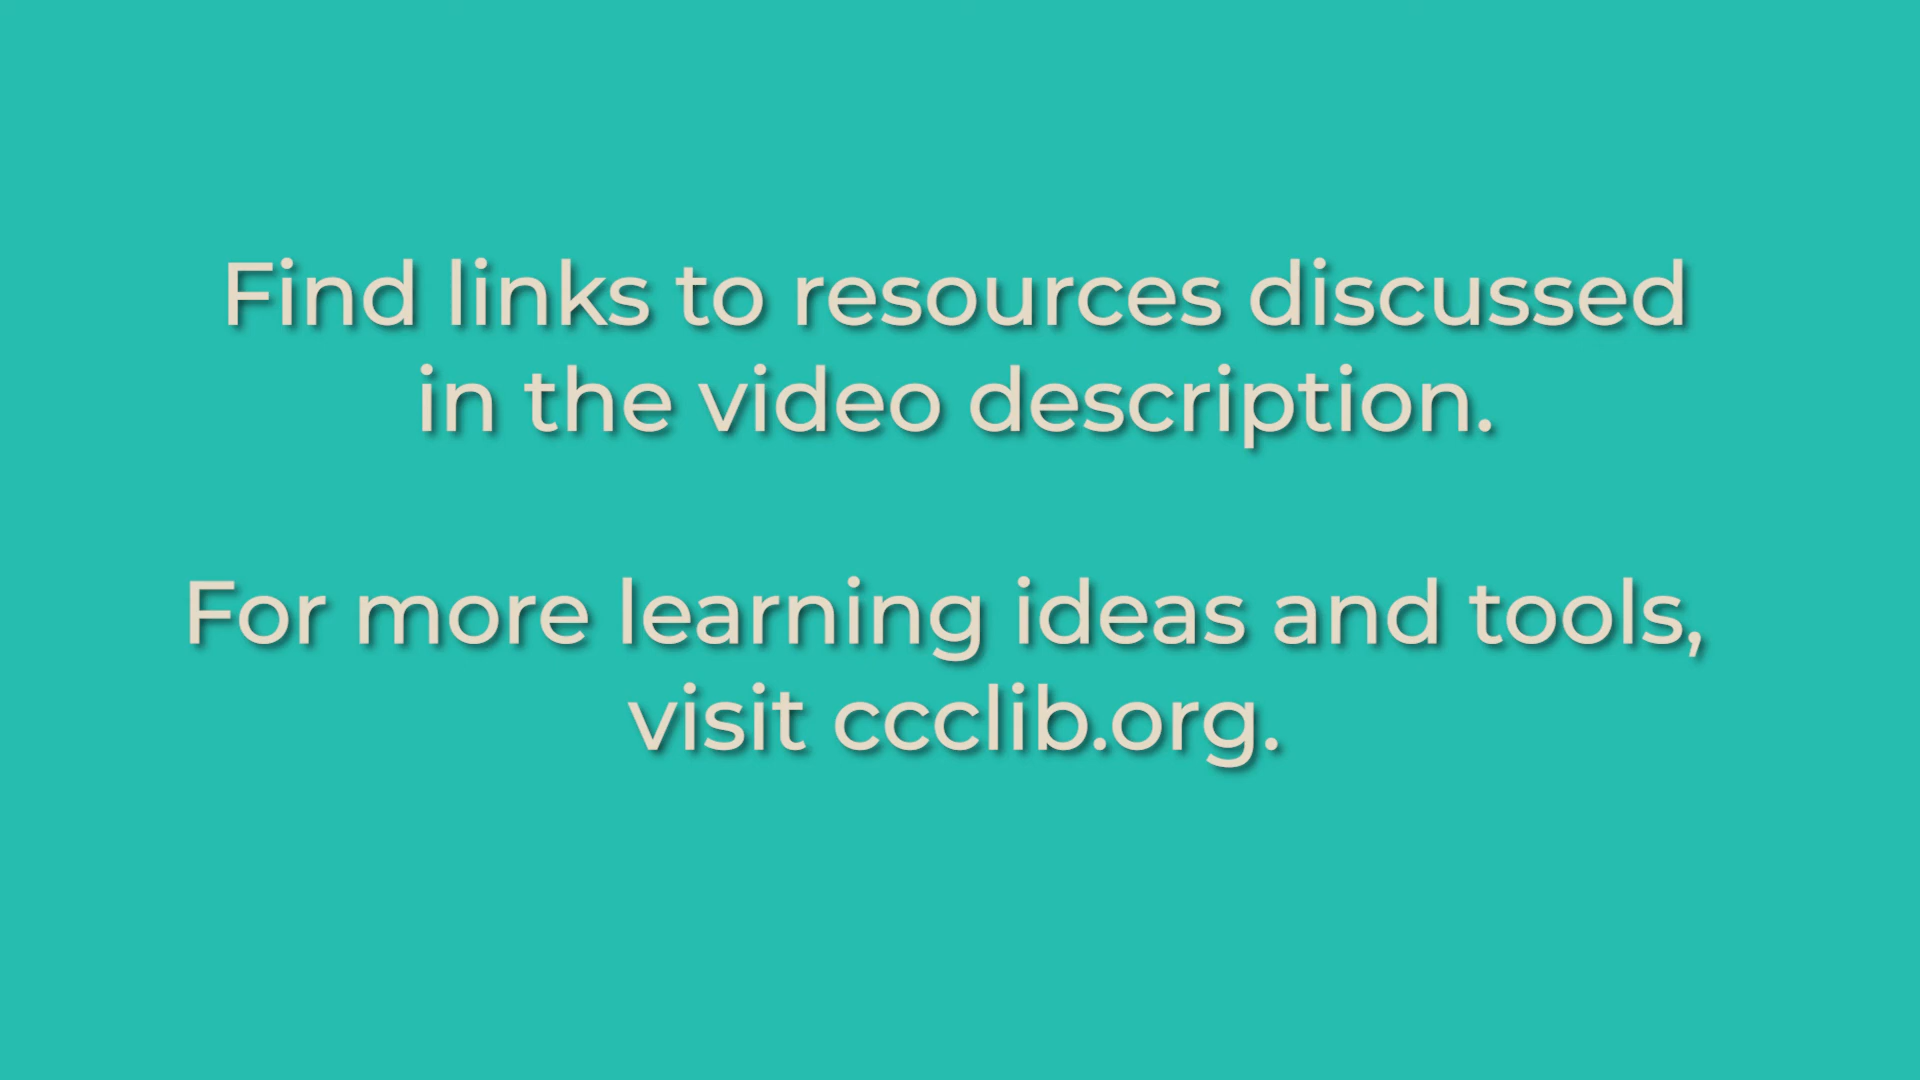 Find links to resources discussed
in the video description.
For more learning ideas and tools,
visit ccclib.org.